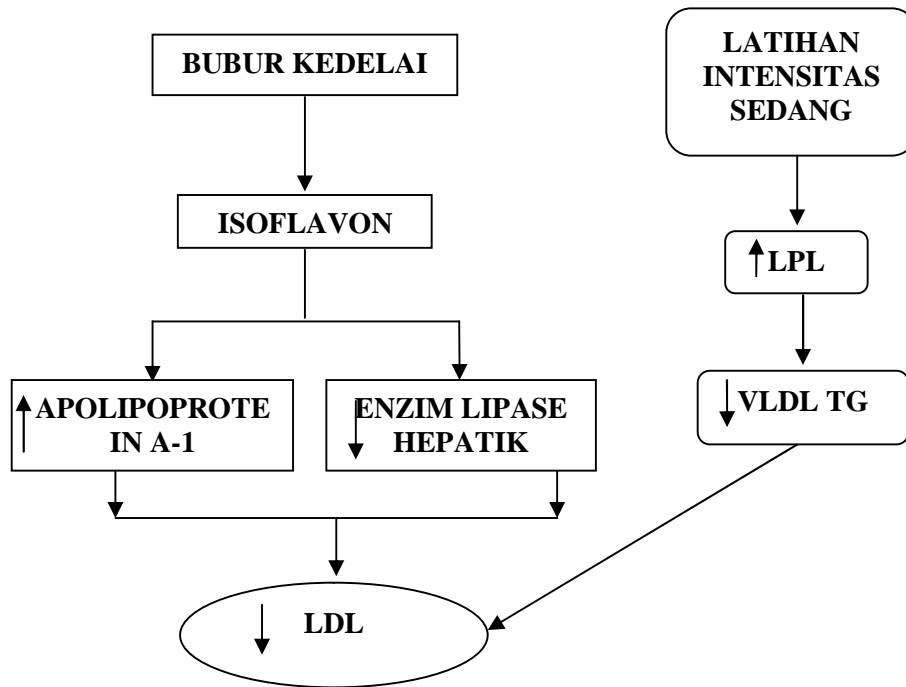 BUBUR KEDELAI
LATIHAN
INTENSITAS
SEDANG
ISOFLAVON
LPL
APOLIPOPROTE
IN A-1
ENZIM LIPASE
HEPATIK
VLDL TG
LDL